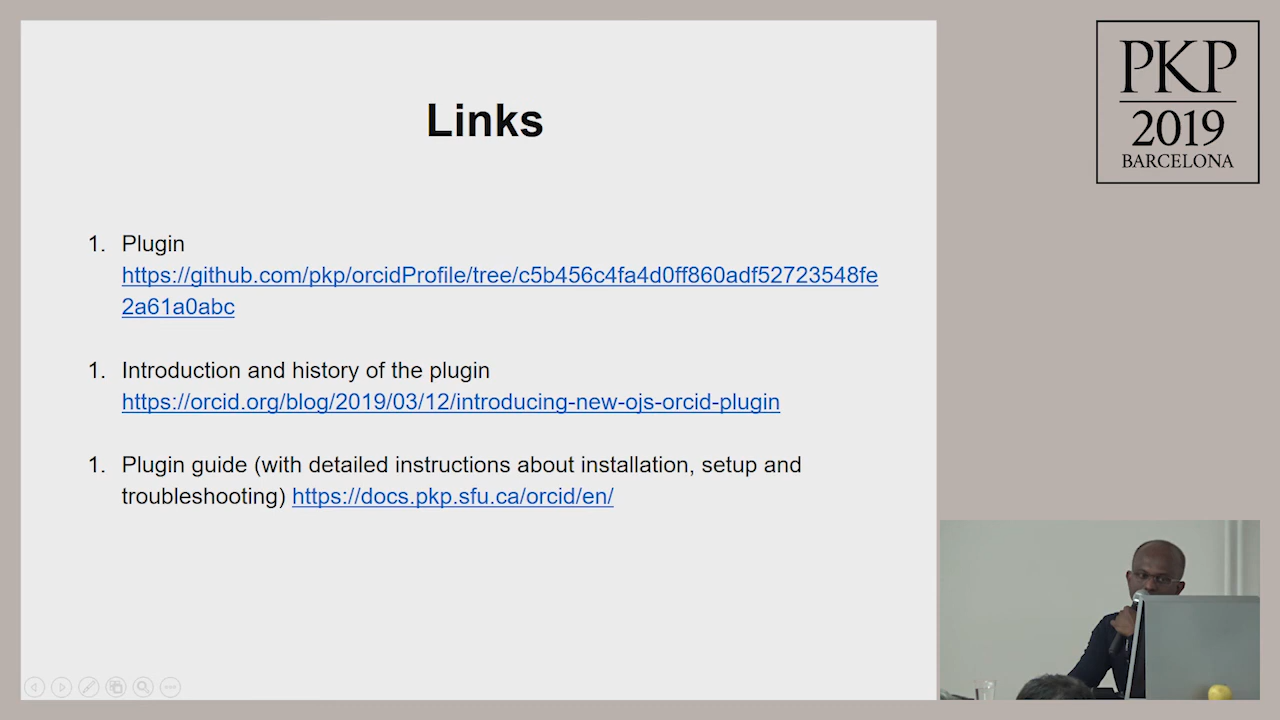 Links
1. Plugin
https://github.com/pkp/orcidProfile/tree/c5b456c4fa4d0ff860adf52723548fe
2a61a0abc
1. Introduction and history of the plugin
https://orcid.org/blog/2019/03/12/introducing-new-ojs-orcid-plugin
1. Plugin guide (with detailed instructions about installation, setup and
troubleshooting) https://docs.pkp.sfu.ca/orcid/en/
PKP
2019
BARCELONA